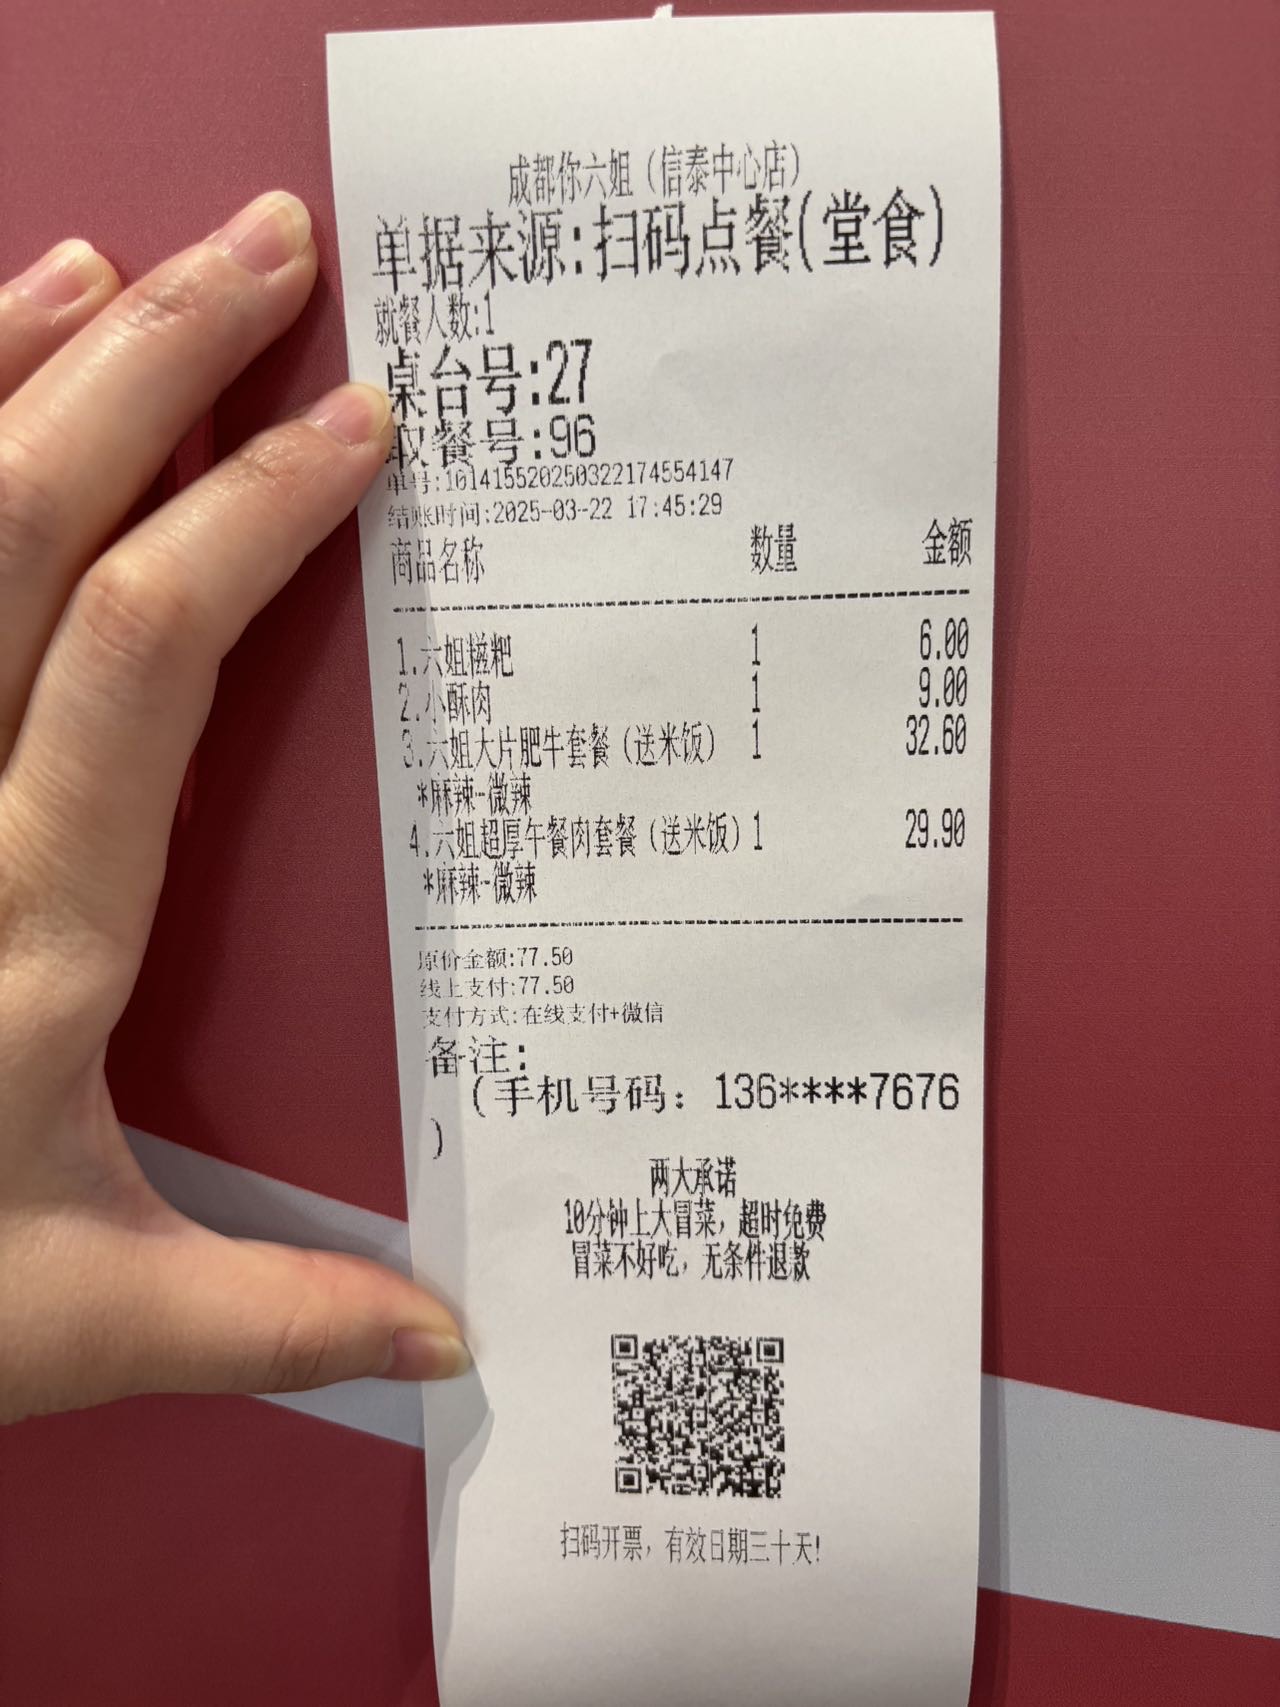 成都你六姐（信泰中心店）
单据来源:扫码点餐(堂食)
就餐人数:1
桌台号:27
取餐号:96
单号:101415520250322174554147
结账时间:2025-03-22 17:45:29
商品名称 数量 金额
1.六姐糍粑 1 6.00
2.小酥肉 1 9.00
3.六姐大片肥牛套餐（送米饭） 1 32.60
*麻辣-微辣
4.六姐超厚午餐肉套餐（送米饭）1 29.90
*麻辣-微辣
原价金额:77.50
线上支付:77.50
支付方式:在线支付+微信
备注:
(手机号码：136****7676
)
两大承诺
10分钟上大冒菜，超时免费
冒菜不好吃，无条件退款
扫码开票，有效日期三十天!